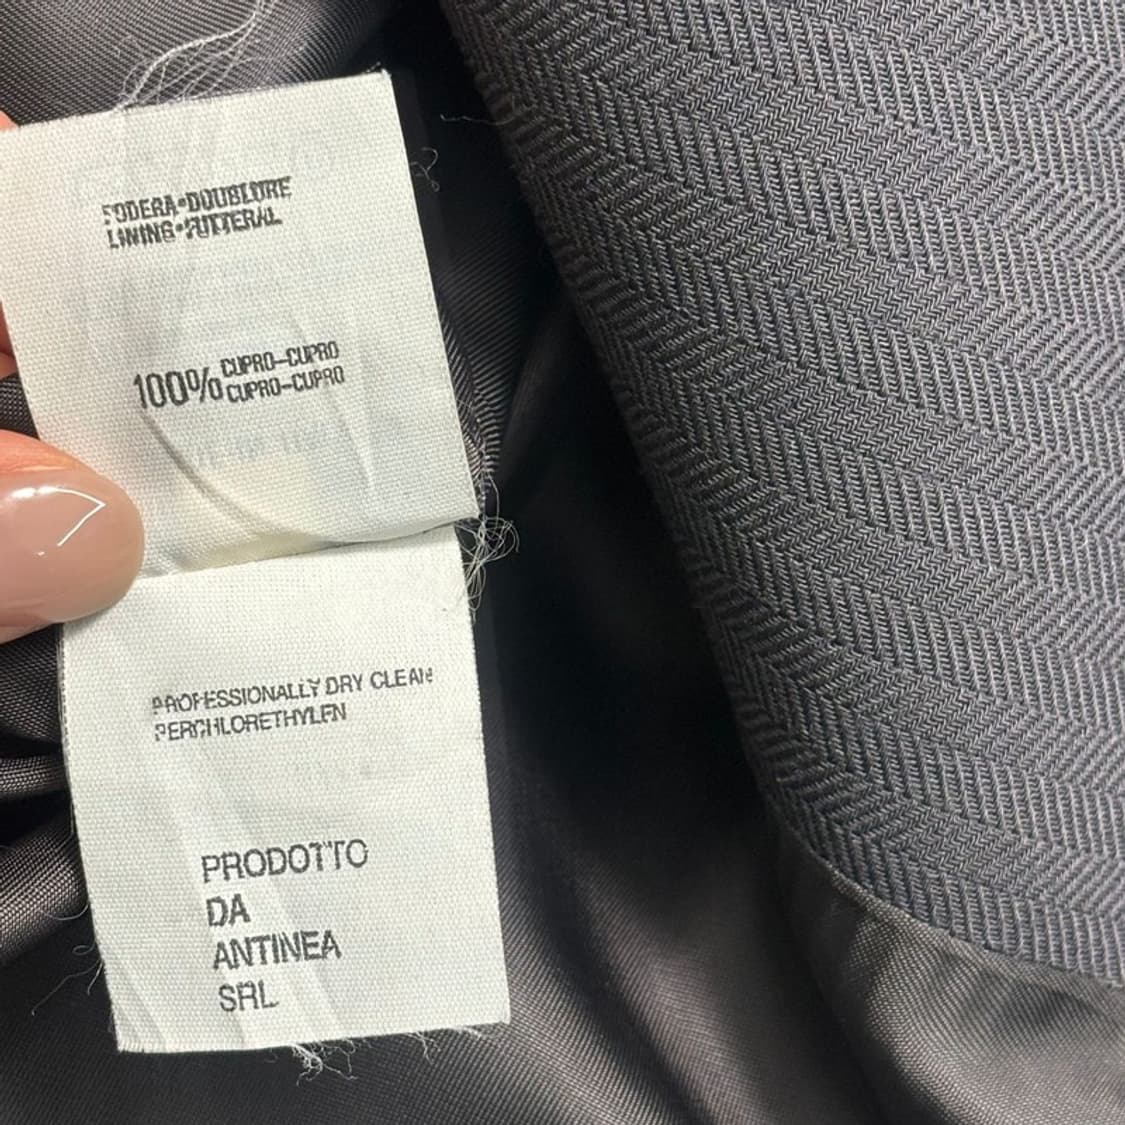 FODERA•DOUBLURE
LINING•FUTTERAL
100% CUPRO-CUPRO
CUPRO-CUPRO
PROFESSIONALLY DRY CLEAN
PERCHLORETHYLEN
PRODOTTO
DA
ANTINEA
SRL